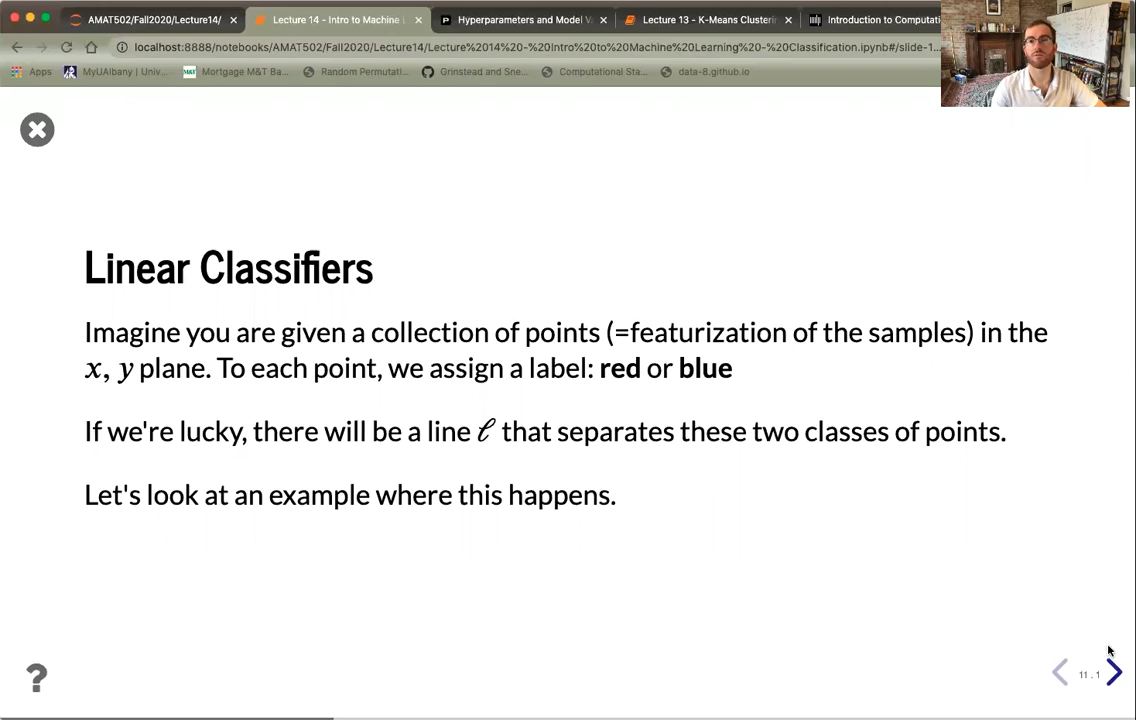 AMAT502/Fall2020/Lecture14/
Lecture 14 - Intro to Machine L
Hyperparameters and Model Va
Lecture 13 - K-Means Clusterin
Introduction to Computati
localhost:8888/notebooks/AMAT502/Fall2020/Lecture14/Lecture%2014%20-%20Intro%20to%20Machine%20Learning%20-%20Classification.ipynb#/slide-1...
Apps
MyUAlbany | Univ...
M&T
Mortgage M&T Ba...
Random Permutati...
Grinstead and Sne...
Computational Sta...
data-8.github.io
Linear Classifiers
Imagine you are given a collection of points (=featurization of the samples) in the
x, y plane. To each point, we assign a label: red or blue
If we're lucky, there will be a line ℓ that separates these two classes of points.
Let's look at an example where this happens.
?
11 . 1